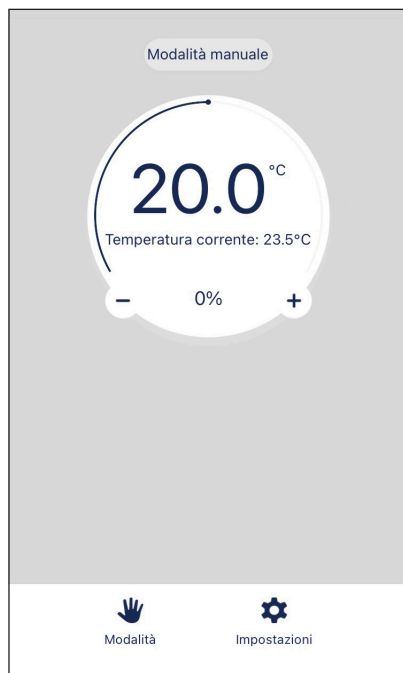 Modalità manuale
20.0 °C
Temperatura corrente: 23.5°C
− 0% +
Modalità
Impostazioni